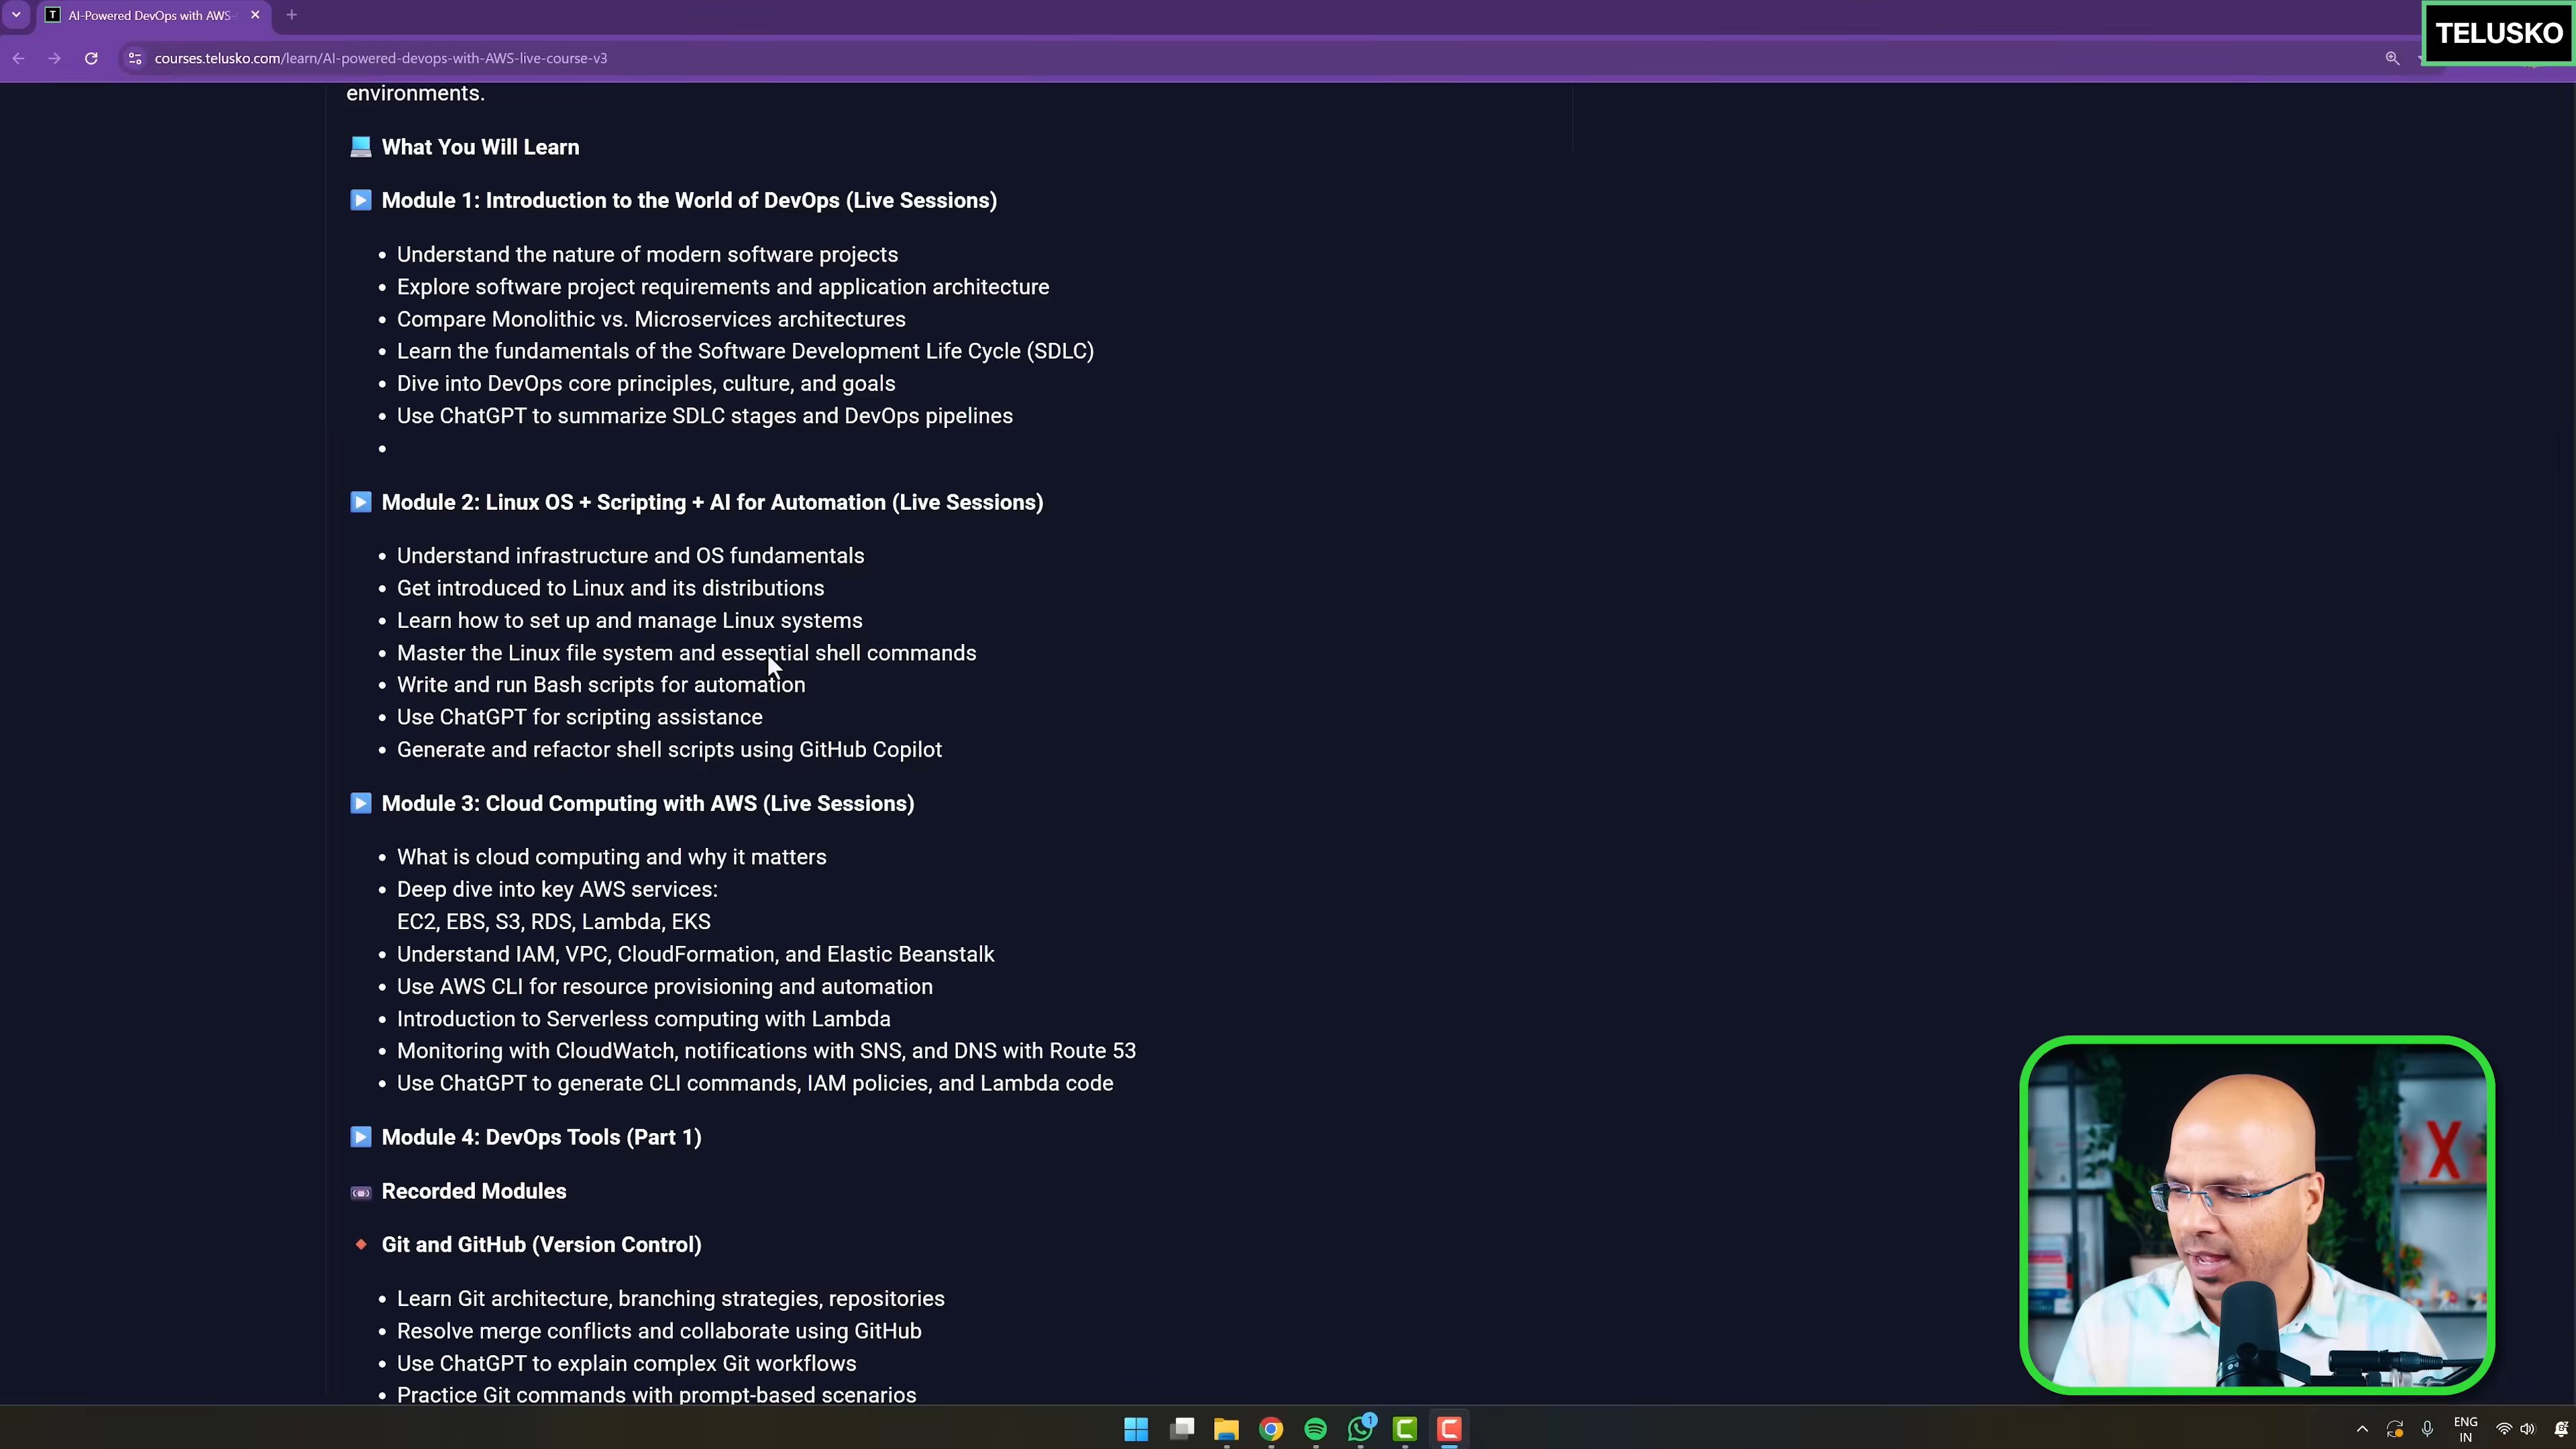 AI-Powered DevOps with AWS-
TELUSKO
courses.telusko.com/learn/AI-powered-devops-with-AWS-live-course-v3
environments.
What You Will Learn
Module 1: Introduction to the World of DevOps (Live Sessions)
• Understand the nature of modern software projects
• Explore software project requirements and application architecture
• Compare Monolithic vs. Microservices architectures
• Learn the fundamentals of the Software Development Life Cycle (SDLC)
• Dive into DevOps core principles, culture, and goals
• Use ChatGPT to summarize SDLC stages and DevOps pipelines
•
Module 2: Linux OS + Scripting + AI for Automation (Live Sessions)
• Understand infrastructure and OS fundamentals
• Get introduced to Linux and its distributions
• Learn how to set up and manage Linux systems
• Master the Linux file system and essential shell commands
• Write and run Bash scripts for automation
• Use ChatGPT for scripting assistance
• Generate and refactor shell scripts using GitHub Copilot
Module 3: Cloud Computing with AWS (Live Sessions)
• What is cloud computing and why it matters
• Deep dive into key AWS services:
EC2, EBS, S3, RDS, Lambda, EKS
• Understand IAM, VPC, CloudFormation, and Elastic Beanstalk
• Use AWS CLI for resource provisioning and automation
• Introduction to Serverless computing with Lambda
• Monitoring with CloudWatch, notifications with SNS, and DNS with Route 53
• Use ChatGPT to generate CLI commands, IAM policies, and Lambda code
Module 4: DevOps Tools (Part 1)
Recorded Modules
Git and GitHub (Version Control)
• Learn Git architecture, branching strategies, repositories
• Resolve merge conflicts and collaborate using GitHub
• Use ChatGPT to explain complex Git workflows
• Practice Git commands with prompt-based scenarios
X
1
ENG
IN